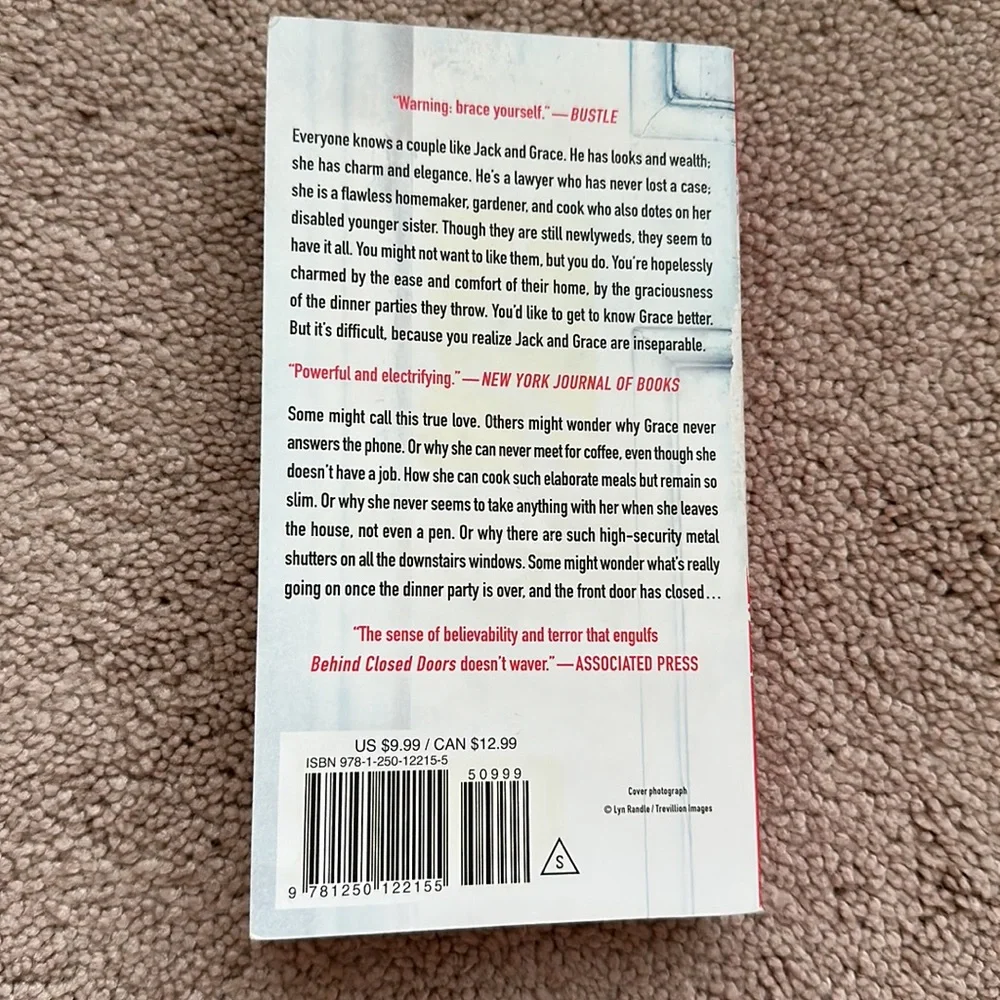 "Warning: brace yourself."—BUSTLE
Everyone knows a couple like Jack and Grace. He has looks and wealth;
she has charm and elegance. He's a lawyer who has never lost a case;
she is a flawless homemaker, gardener, and cook who also dotes on her
disabled younger sister. Though they are still newlyweds, they seem to
have it all. You might not want to like them, but you do. You're hopelessly
charmed by the ease and comfort of their home, by the graciousness
of the dinner parties they throw. You'd like to get to know Grace better.
But it's difficult, because you realize Jack and Grace are inseparable.
"Powerful and electrifying."—NEW YORK JOURNAL OF BOOKS
Some might call this true love. Others might wonder why Grace never
answers the phone. Or why she can never meet for coffee, even though she
doesn't have a job. How she can cook such elaborate meals but remain so
slim. Or why she never seems to take anything with her when she leaves
the house, not even a pen. Or why there are such high-security metal
shutters on all the downstairs windows. Some might wonder what's really
going on once the dinner party is over, and the front door has closed...
"The sense of believability and terror that engulfs
Behind Closed Doors doesn't waver."—ASSOCIATED PRESS
US $9.99 / CAN $12.99
ISBN 978-1-250-12215-5
50999
9 781250 122155
S
Cover photograph
© Lyn Randle / Trevillion Images